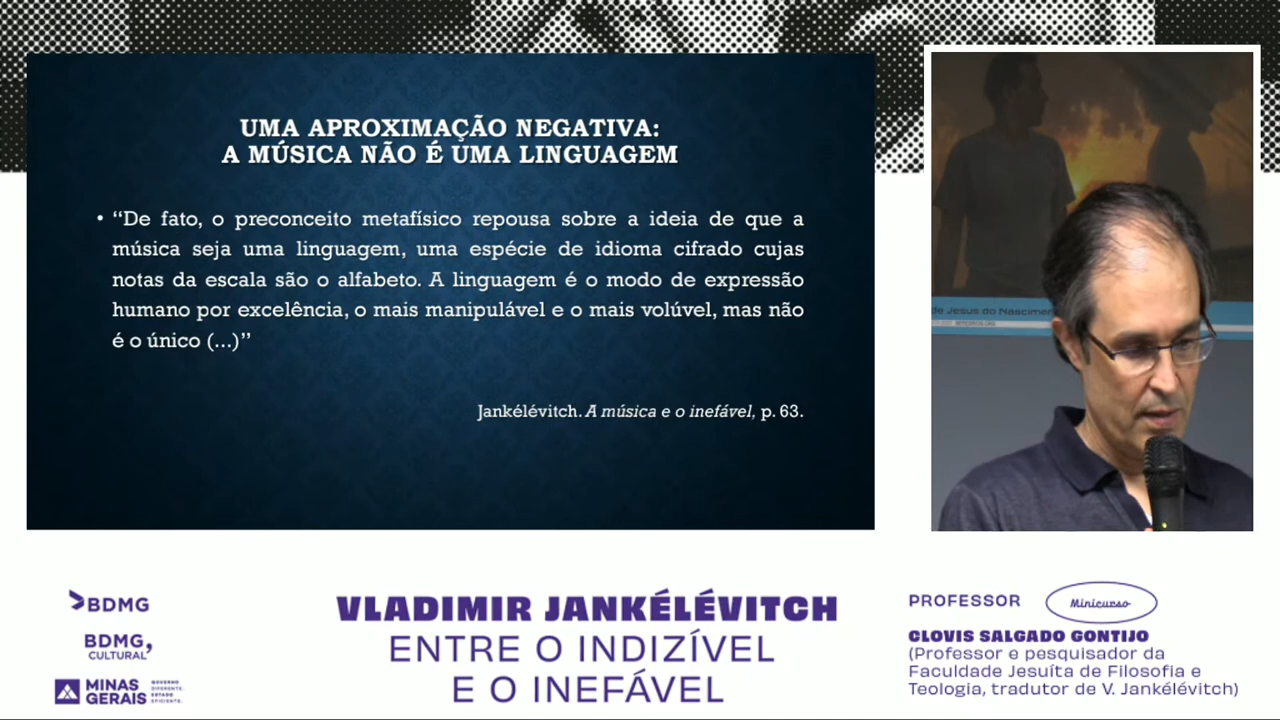 UMA APROXIMAÇÃO NEGATIVA:
A MÚSICA NÃO É UMA LINGUAGEM
• “De fato, o preconceito metafísico repousa sobre a ideia de que a
música seja uma linguagem, uma espécie de idioma cifrado cujas
notas da escala são o alfabeto. A linguagem é o modo de expressão
humano por excelência, o mais manipulável e o mais volúvel, mas não
é o único (...)”
Jankélévitch. A música e o inefável, p. 63.
de Jesus do Nascimen
BDMG
BDMG,
CULTURAL
MINAS
GERAIS
GOVERNO
DIFERENTE.
ESTADO
EFICIENTE.
VLADIMIR JANKÉLÉVITCH
ENTRE O INDIZÍVEL
E O INEFÁVEL
PROFESSOR
Minicurso
CLOVIS SALGADO GONTIJO
(Professor e pesquisador da
Faculdade Jesuíta de Filosofia e
Teologia, tradutor de V. Jankélévitch)